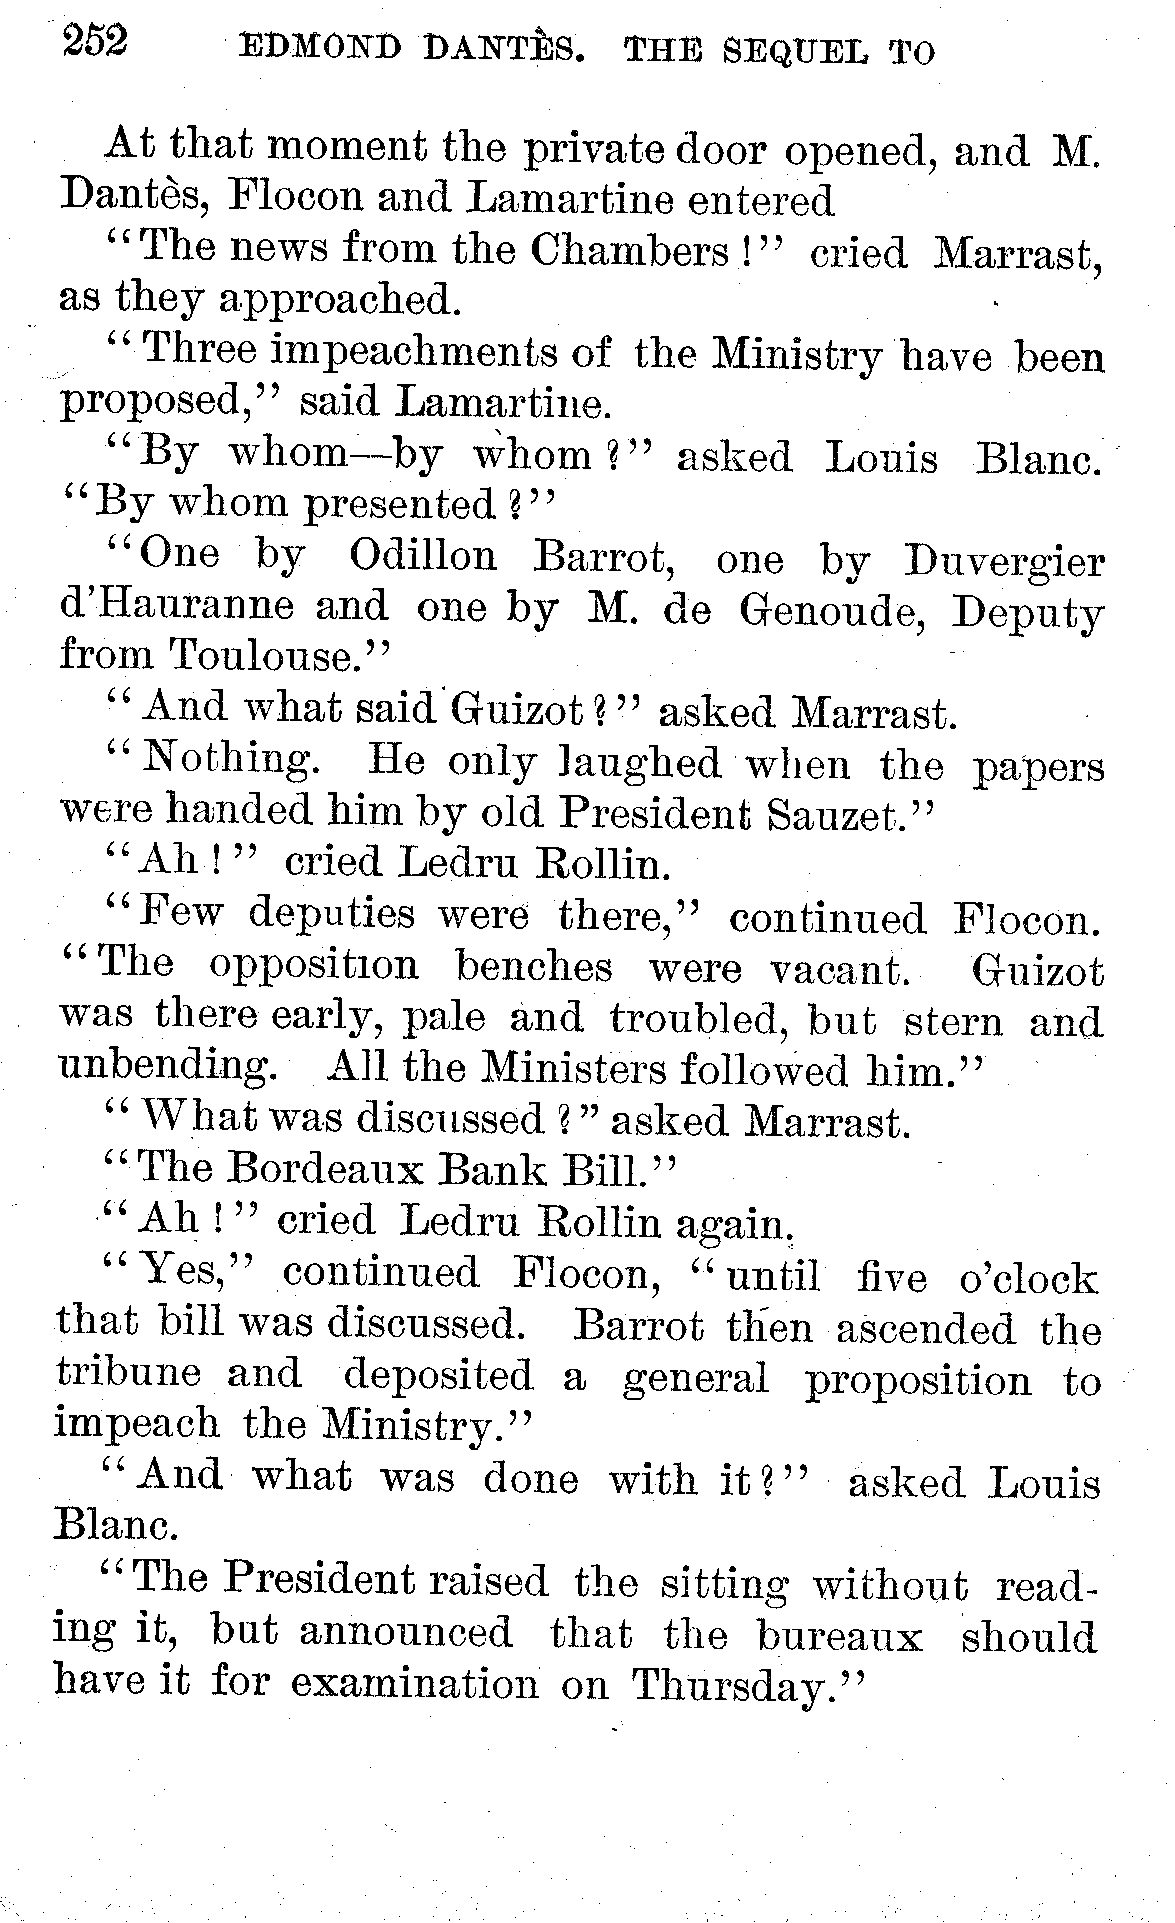 252 EDMOND DANTÈS. THE SEQUEL TO
At that moment the private door opened, and M.
Dantès, Flocon and Lamartine entered
"The news from the Chambers!" cried Marrast,
as they approached.
"Three impeachments of the Ministry have been
proposed," said Lamartine.
"By whom—by whom?" asked Louis Blanc.
"By whom presented?"
"One by Odillon Barrot, one by Duvergier
d'Hauranne and one by M. de Genoude, Deputy
from Toulouse."
"And what said Guizot?" asked Marrast.
"Nothing. He only laughed when the papers
were handed him by old President Sauzet."
"Ah!" cried Ledru Rollin.
"Few deputies were there," continued Flocon.
"The opposition benches were vacant. Guizot
was there early, pale and troubled, but stern and
unbending. All the Ministers followed him."
"What was discussed?" asked Marrast.
"The Bordeaux Bank Bill."
"Ah!" cried Ledru Rollin again.
"Yes," continued Flocon, "until five o'clock
that bill was discussed. Barrot then ascended the
tribune and deposited a general proposition to
impeach the Ministry."
"And what was done with it?" asked Louis
Blanc.
"The President raised the sitting without read-
ing it, but announced that the bureaux should
have it for examination on Thursday."